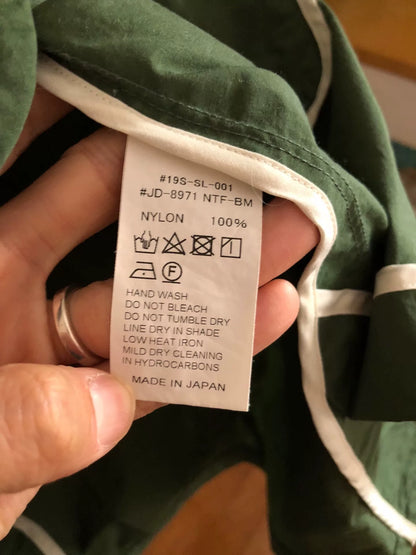 #19S-SL-001
#JD-8971 NTF-BM
NYLON 100%
F
HAND WASH
DO NOT BLEACH
DO NOT TUMBLE DRY
LINE DRY IN SHADE
LOW HEAT IRON
MILD DRY CLEANING
IN HYDROCARBONS
MADE IN JAPAN